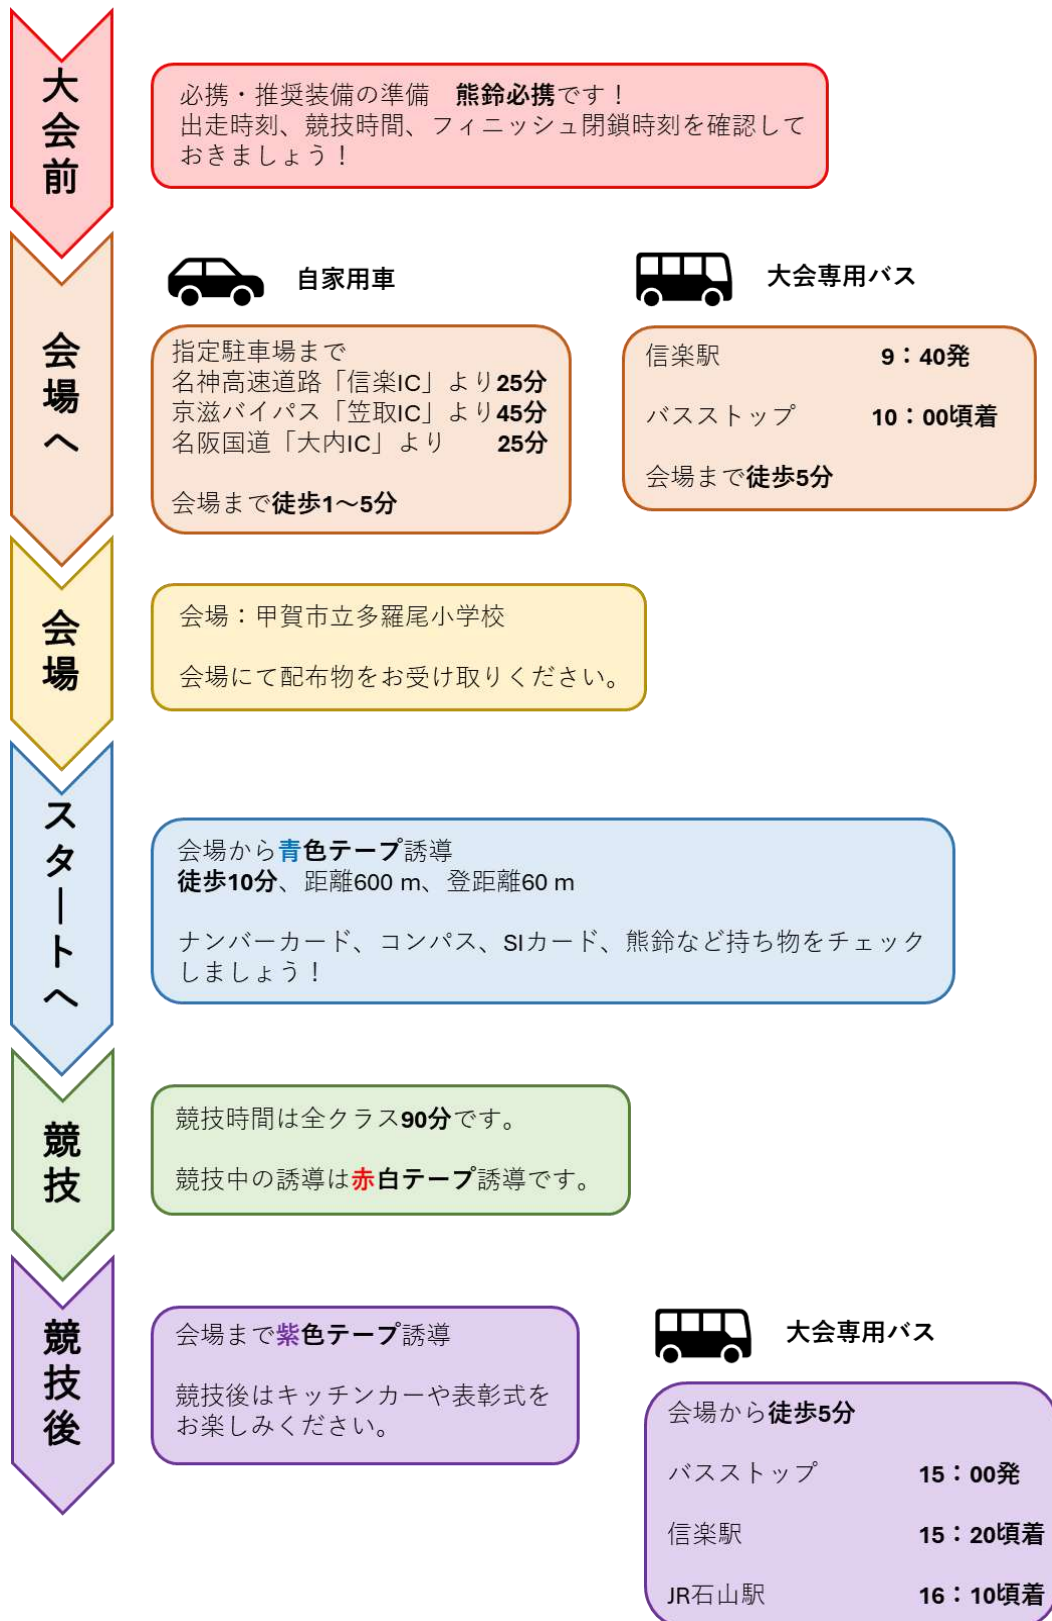 大会前
必携・推奨装備の準備　熊鈴必携です！
出走時刻、競技時間、フィニッシュ閉鎖時刻を確認して
おきましょう！
会場へ
自家用車
指定駐車場まで
名神高速道路「信楽IC」より25分
京滋バイパス「笠取IC」より45分
名阪国道「大内IC」より　25分
会場まで徒歩1～5分
大会専用バス
信楽駅　9：40発
バスストップ　10：00頃着
会場まで徒歩5分
会場
会場：甲賀市立多羅尾小学校
会場にて配布物をお受け取りください。
スタートへ
会場から青色テープ誘導
徒歩10分、距離600 m、登距離60 m
ナンバーカード、コンパス、SIカード、熊鈴など持ち物をチェック
しましょう！
競技
競技時間は全クラス90分です。
競技中の誘導は赤白テープ誘導です。
競技後
会場まで紫色テープ誘導
競技後はキッチンカーや表彰式を
お楽しみください。
大会専用バス
会場から徒歩5分
バスストップ　15：00発
信楽駅　15：20頃着
JR石山駅　16：10頃着